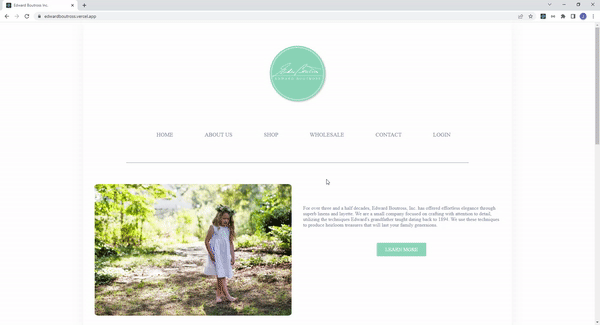 Edward Boutross Inc.
edwardboutross.vercel.app
EDWARD BOUTROSS
HOME ABOUT US SHOP WHOLESALE CONTACT LOGIN
For over three and a half decades, Edward Boutross, Inc. has offered effortless elegance through
superb linens and layette. We are a small company focused on crafting with attention to detail,
utilizing the techniques Edward's grandfather taught dating back to 1894. We use these techniques
to produce heirloom treasures that will last your family generations.
LEARN MORE